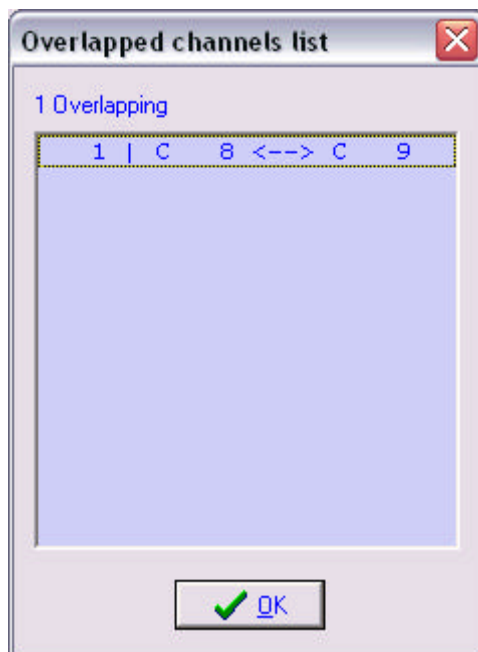 Overlapped channels list
1 Overlapping
1 | C 8 <--> C 9
OK